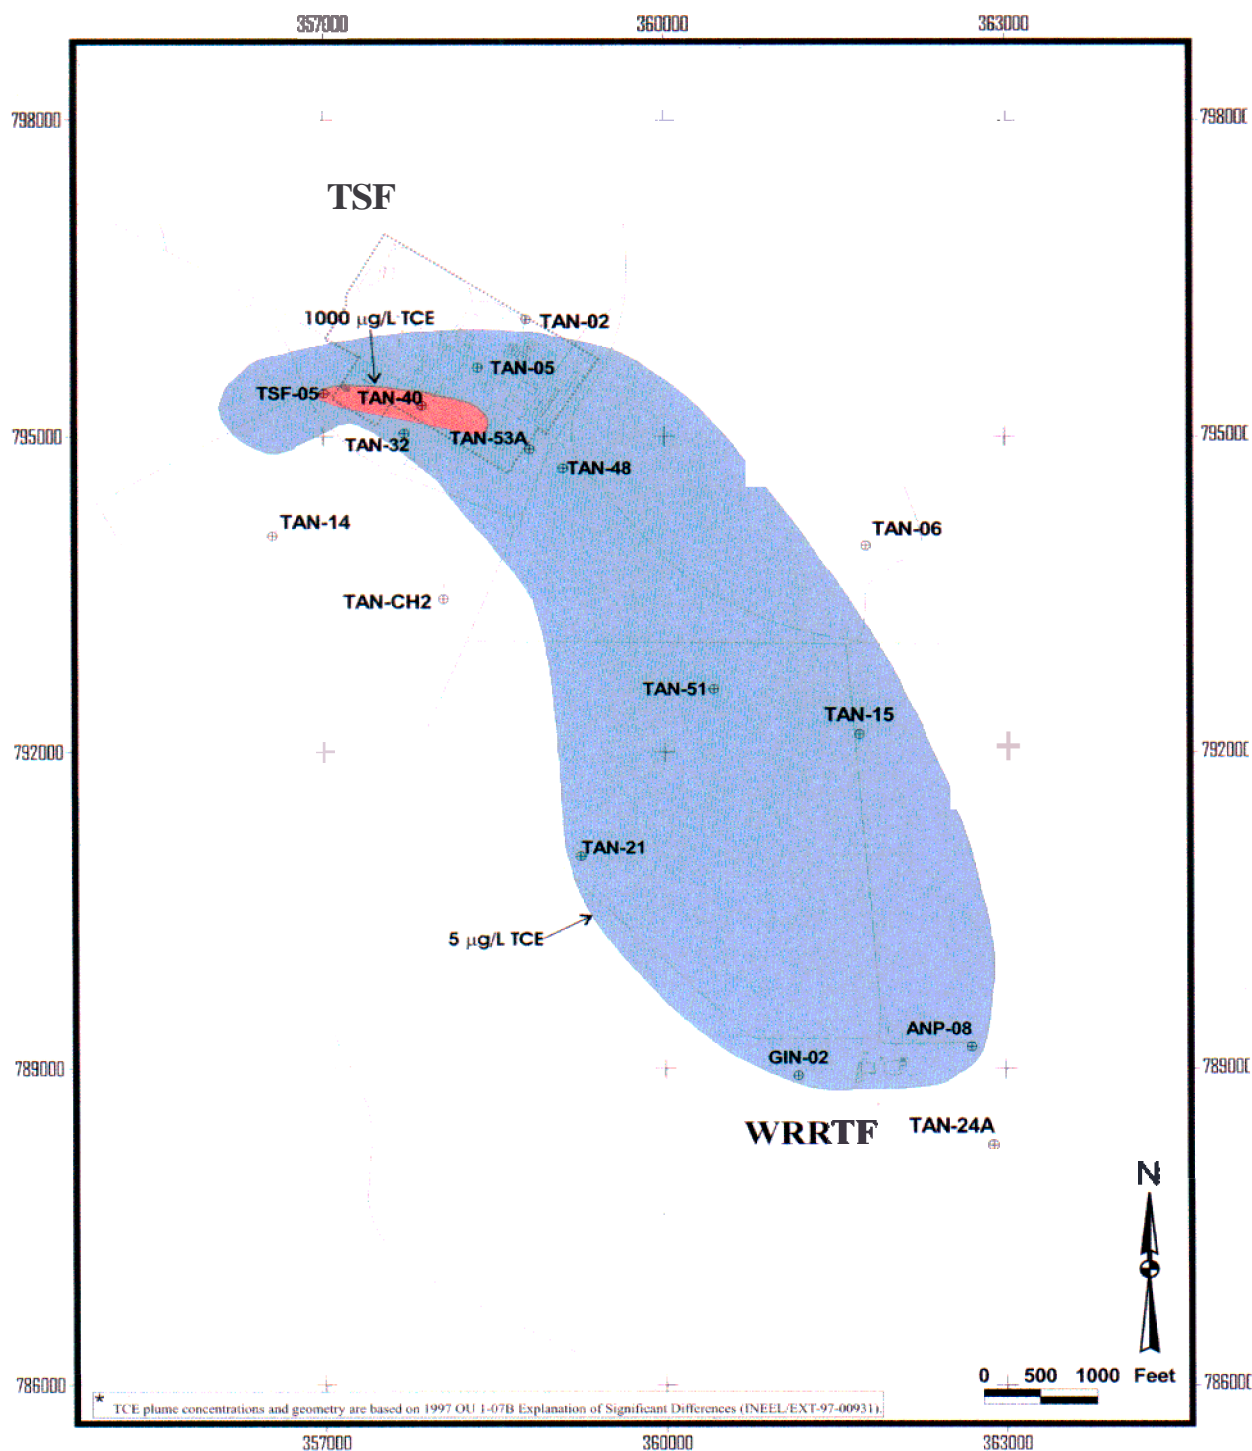 357000 360000 363000
798000 798000
TSF
1000 µg/L TCE
TAN-02
TAN-05
TSF-05 TAN-40
795000 795000
TAN-32 TAN-53A
TAN-48
TAN-14
TAN-06
TAN-CH2
TAN-51
TAN-15
792000 792000
TAN-21
5 µg/L TCE
ANP-08
GIN-02
789000 789000
TAN-24A
WRRTF
N
0 500 1000 Feet
786000 786000
* TCE plume concentrations and geometry are based on 1997 OU 1-07B Explanation of Significant Differences (INEEL/EXT-97-00931).
357000 360000 363000